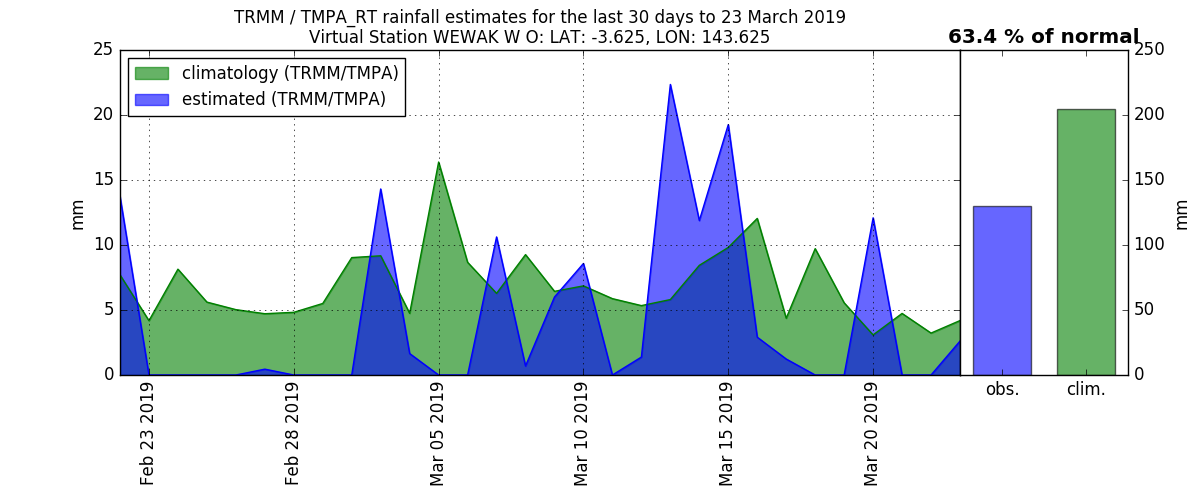 TRMM / TMPA_RT rainfall estimates for the last 30 days to 23 March 2019
Virtual Station WEWAK W O: LAT: -3.625, LON: 143.625
63.4 % of normal
climatology (TRMM/TMPA)
estimated (TRMM/TMPA)
25
20
15
10
5
0
mm
250
200
150
100
50
0
mm
obs.
clim.
Feb 23 2019
Feb 28 2019
Mar 05 2019
Mar 10 2019
Mar 15 2019
Mar 20 2019